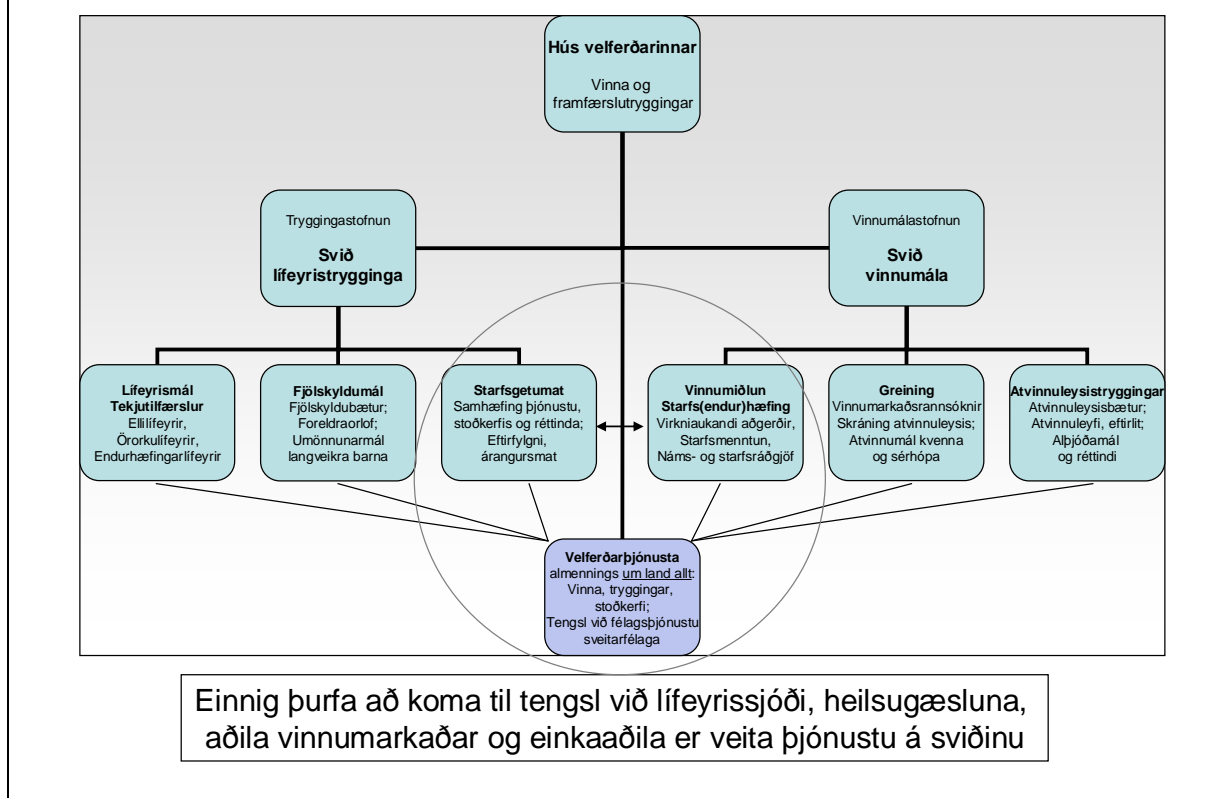 Hús velferðarinnar
Vinna og
framfærslutryggingar
Tryggingastofnun
Svið
lífeyristrygginga
Vinnumálastofnun
Svið
vinnumála
Lífeyrismál
Tekjutilfærslur
Ellilífeyrir,
Örorkulífeyrir,
Endurhæfingarlífeyrir
Fjölskyldumál
Fjölskyldubætur;
Foreldraorlof;
Umönnunarmál
langveikra barna
Starfsgetumat
Samhæfing þjónustu,
stoðkerfis og réttinda;
Eftirfylgni,
árangursmat
Vinnumiðlun
Starfs(endur)hæfing
Virkniaukandi aðgerðir,
Starfsmenntun,
Náms- og starfsráðgjöf
Greining
Vinnumarkaðsrannsóknir
Skráning atvinnuleysis;
Atvinnumál kvenna
og sérhópa
Atvinnuleysistryggingar
Atvinnuleysisbætur;
Atvinnuleyfi, eftirlit;
Alþjóðamál
og réttindi
Velferðarþjónusta
almennings um land allt:
Vinna, tryggingar,
stoðkerfi;
Tengsl við félagsþjónustu
sveitarfélaga
Einnig þurfa að koma til tengsl við lífeyrissjóði, heilsugæsluna,
aðila vinnumarkaðar og einkaaðila er veita þjónustu á sviðinu